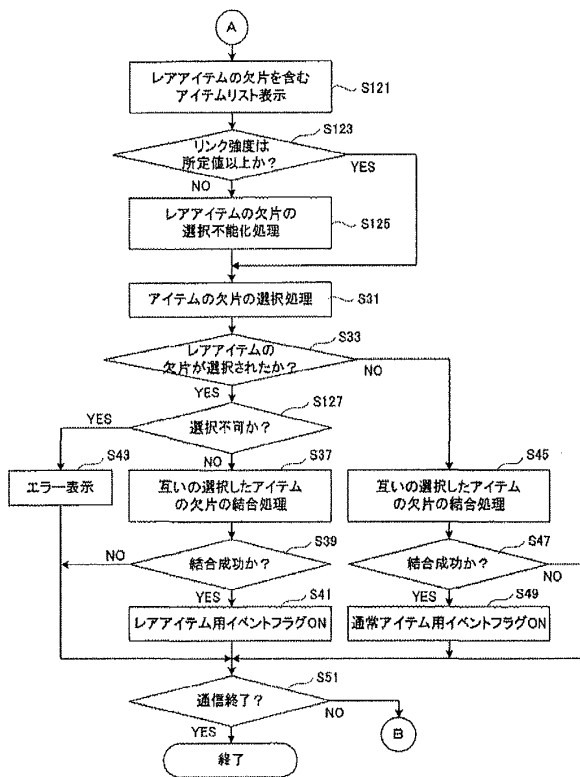 A
レアアイテムの欠片を含む
アイテムリスト表示
S121
リンク強度は
所定値以上か?
S123
YES
NO
レアアイテムの欠片の
選択不能化処理
S125
アイテムの欠片の選択処理
S31
レアアイテムの
欠片が選択されたか?
S33
NO
YES
選択不可か?
S127
YES
NO
エラー表示
S43
互いの選択したアイテム
の欠片の結合処理
S37
互いの選択したアイテム
の欠片の結合処理
S45
結合成功か?
S39
NO
YES
結合成功か?
S47
NO
YES
レアアイテム用イベントフラグON
S41
通常アイテム用イベントフラグON
S49
通信終了?
S51
NO
YES
B
終了